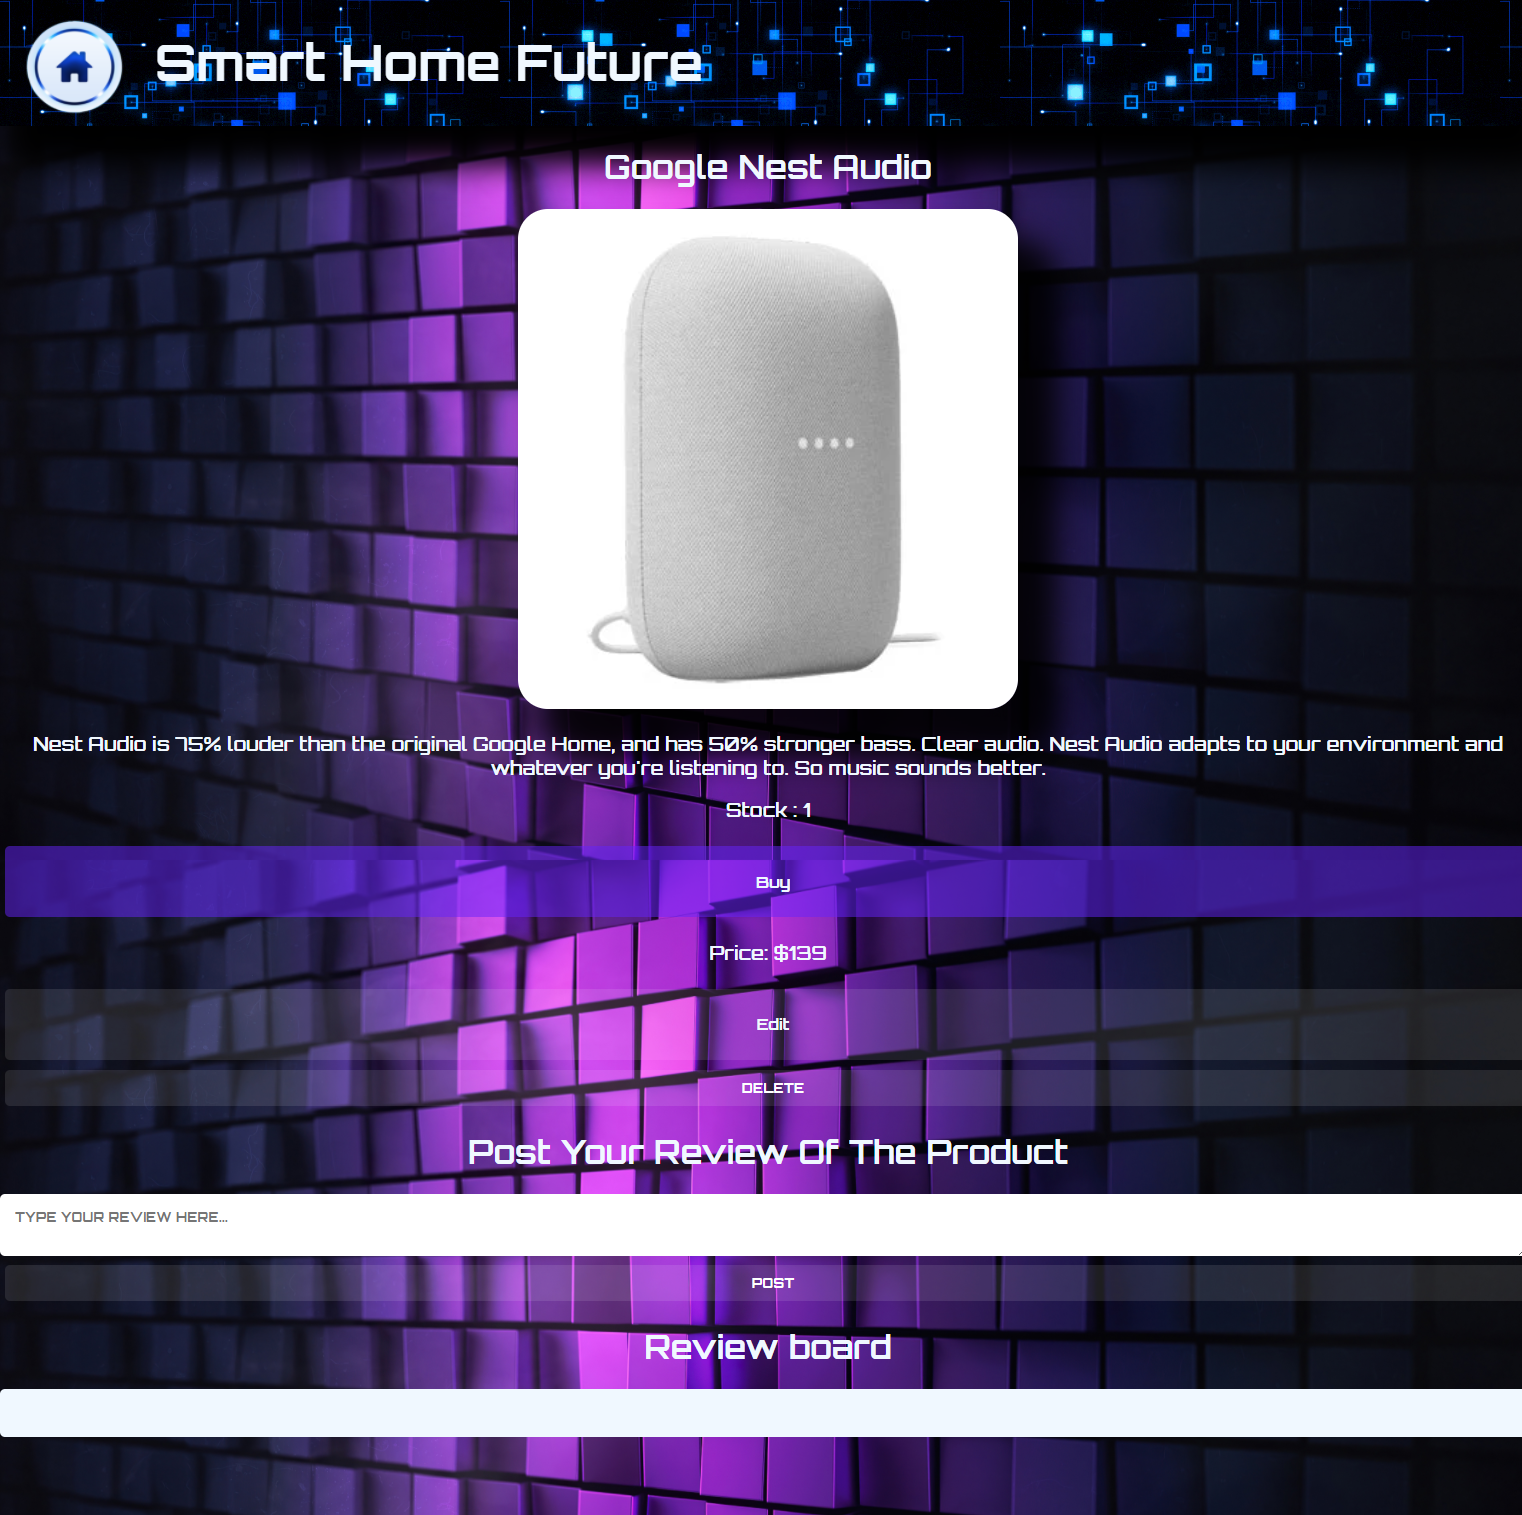 Smart Home Future
Google Nest Audio
Nest Audio is 75% louder than the original Google Home, and has 50% stronger bass. Clear audio. Nest Audio adapts to your environment and
whatever you're listening to. So music sounds better.
Stock : 1
Buy
Price: $139
Edit
DELETE
Post Your Review Of The Product
TYPE YOUR REVIEW HERE...
POST
Review board